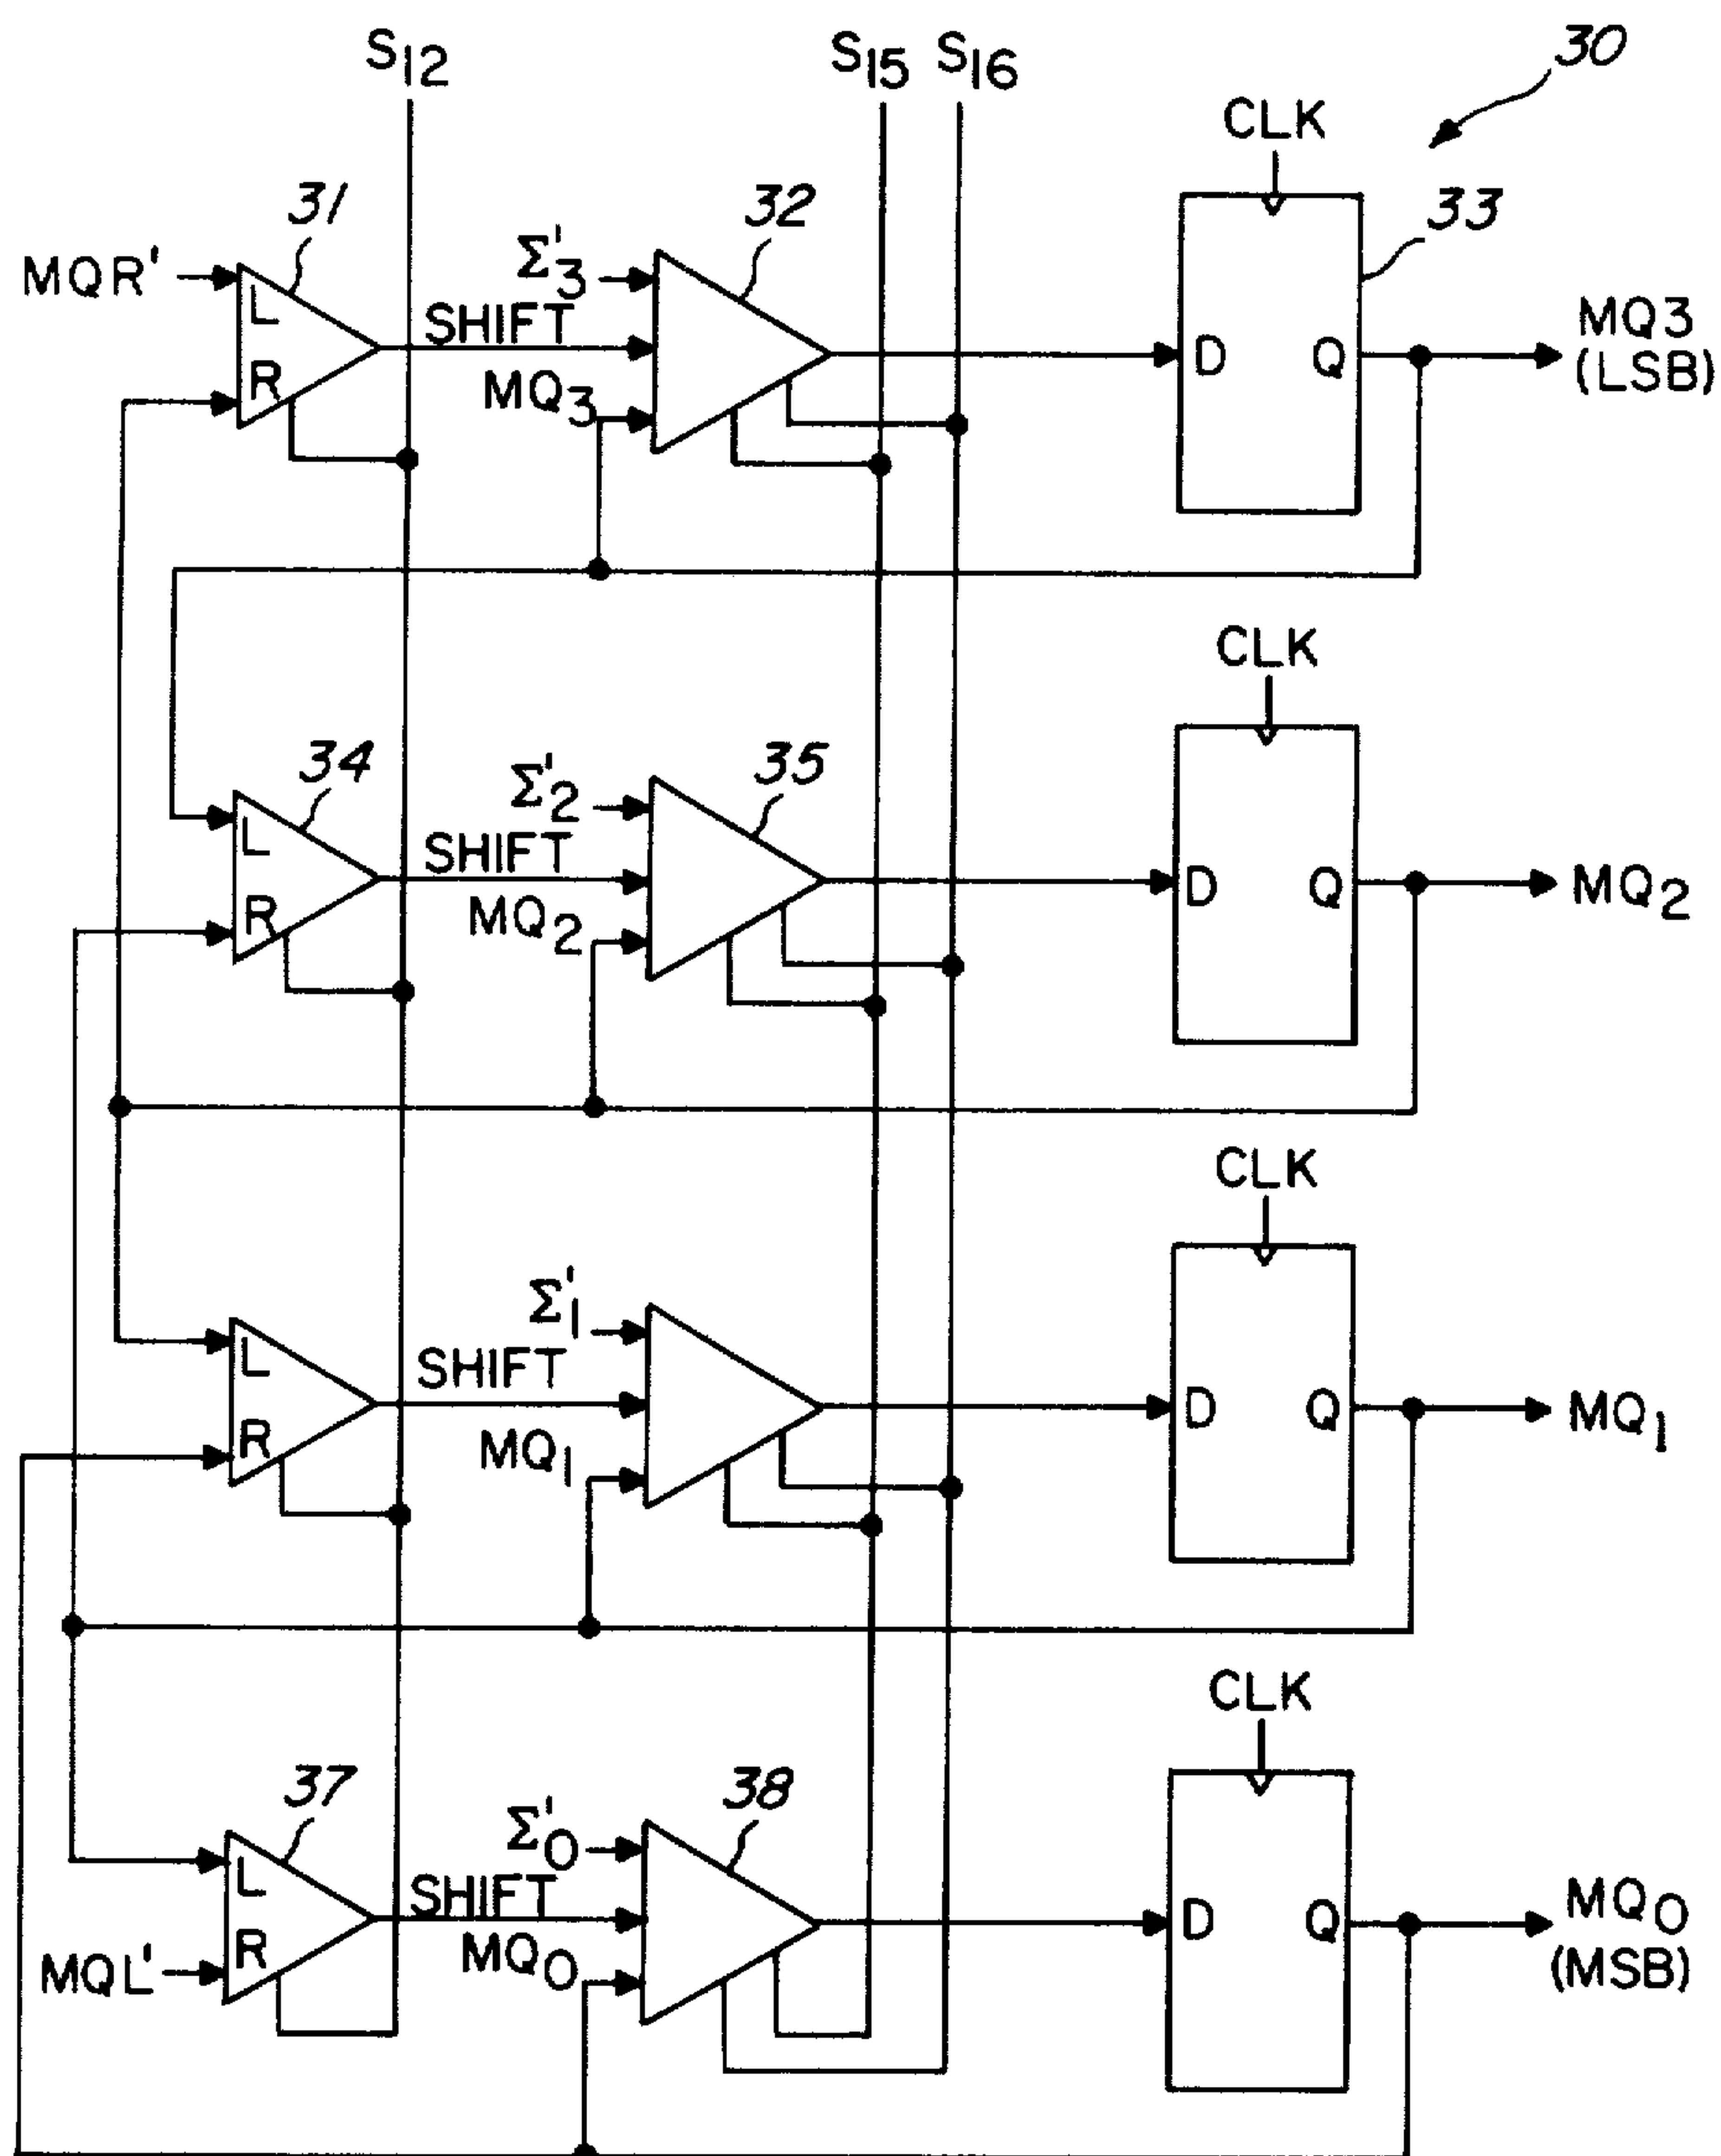 S12 S15 S16 30
CLK
31 32 33
MQR' Σ'3
L SHIFT
R MQ3 D Q MQ3
(LSB)
CLK
34 35
Σ'2
L SHIFT
R MQ2 D Q MQ2
CLK
Σ'1
L SHIFT
R MQ1 D Q MQ1
CLK
37 38
Σ'0
L SHIFT
R MQ0 D Q MQ0
MQL' (MSB)